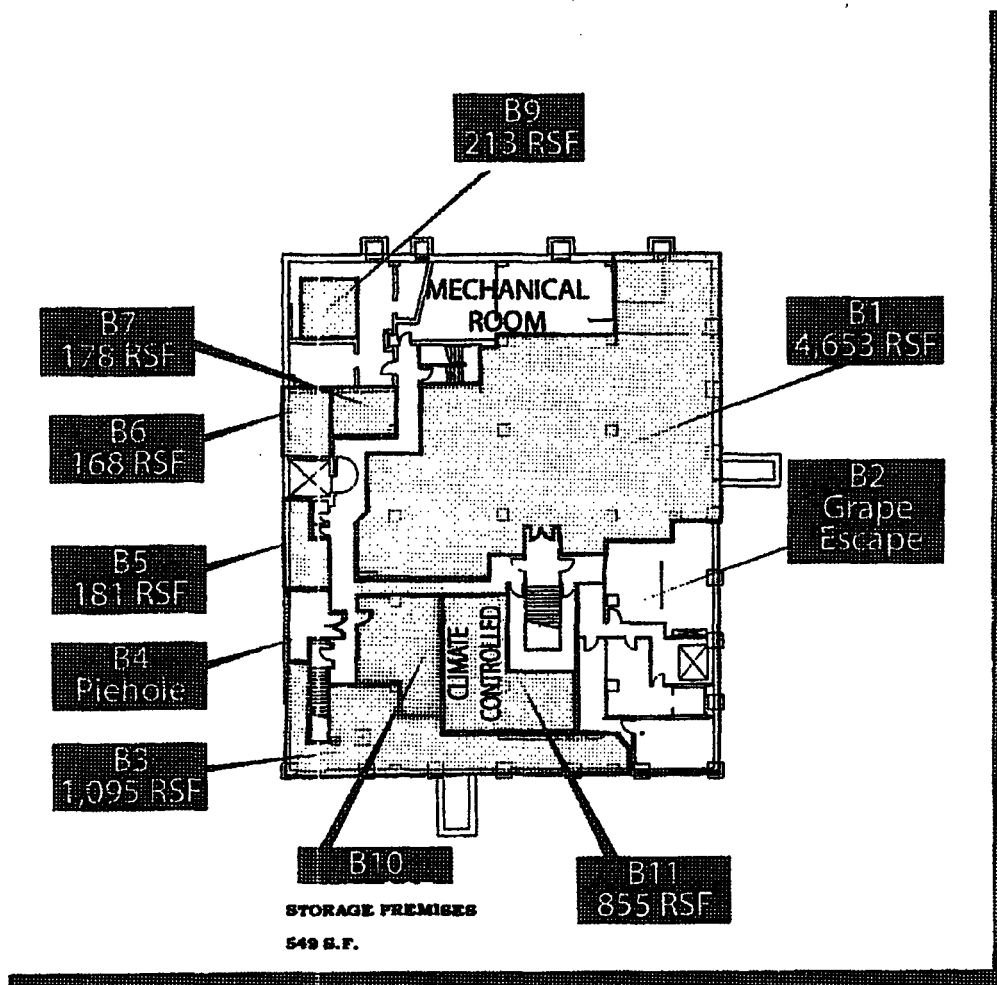 B9
213 RSF
MECHANICAL
ROOM
B7
178 RSF
B1
4,653 RSF
B6
168 RSF
B2
Grape
Escape
B5
181 RSF
B4
Piehole
CLIMATE
CONTROLLED
B3
1,095 RSF
B10
B11
855 RSF
STORAGE PREMISES
549 S.F.